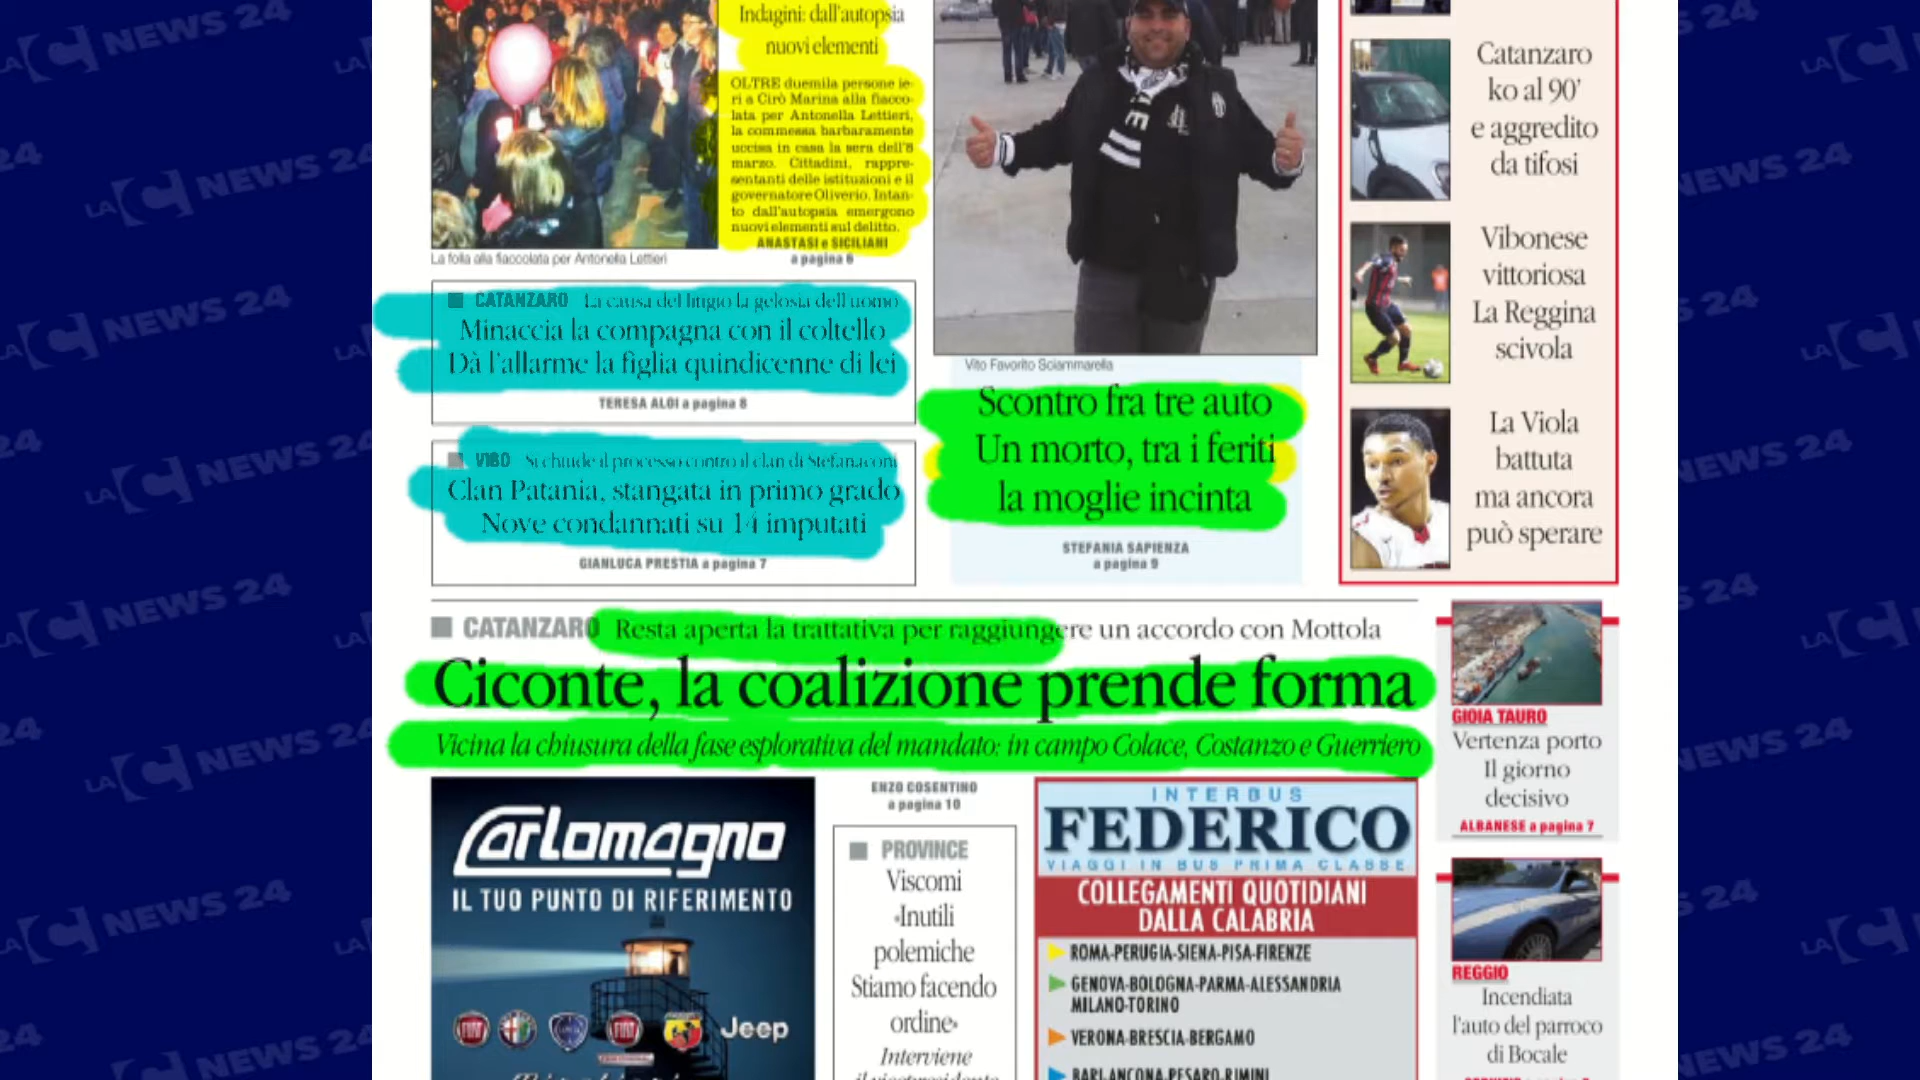 Indagini: dall'autopsia
nuovi elementi
OLTRE duemila persone ie-
ri a Cirò Marina alla fiacco-
lata per Antonella Lettieri,
la commessa barbaramente
uccisa in casa la sera dell'8
marzo. Cittadini, rappre-
sentanti delle istituzioni e il
governatore Oliverio. Intan-
to dall'autopsia emergono
nuovi elementi sul delitto.
ANASTASI e SICILIANI
a pagina 6
La folla alla fiaccolata per Antonella Lettieri
CATANZARO La causa del litigio la gelosia dell'uomo
Minaccia la compagna con il coltello
Dà l'allarme la figlia quindicenne di lei
TERESA ALOI a pagina 8
VIBO Si chiude il processo contro il clan di Stefanaconi
Clan Patania, stangata in primo grado
Nove condannati su 14 imputati
GIANLUCA PRESTIA a pagina 7
Vito Favorito Sciammarella
Scontro fra tre auto
Un morto, tra i feriti
la moglie incinta
STEFANIA SAPIENZA
a pagina 9
Catanzaro
ko al 90'
e aggredito
da tifosi
Vibonese
vittoriosa
La Reggina
scivola
La Viola
battuta
ma ancora
può sperare
CATANZARO Resta aperta la trattativa per raggiungere un accordo con Mottola
Ciconte, la coalizione prende forma
Vicina la chiusura della fase esplorativa del mandato: in campo Colace, Costanzo e Guerriero
ENZO COSENTINO
a pagina 10
Carlomagno
IL TUO PUNTO DI RIFERIMENTO
FIAT
FIAT
Jeep
PROVINCE
Viscomi
«Inutili
polemiche
Stiamo facendo
ordine»
Interviene
il vicepresidente
INTERBUS
FEDERICO
VIAGGI IN BUS PRIMA CLASSE
COLLEGAMENTI QUOTIDIANI
DALLA CALABRIA
ROMA-PERUGIA-SIENA-PISA-FIRENZE
GENOVA-BOLOGNA-PARMA-ALESSANDRIA
MILANO-TORINO
VERONA-BRESCIA-BERGAMO
BARI-ANCONA-PESARO-RIMINI
GIOIA TAURO
Vertenza porto
Il giorno
decisivo
ALBANESE a pagina 7
REGGIO
Incendiata
l'auto del parroco
di Bocale
LAC NEWS 24